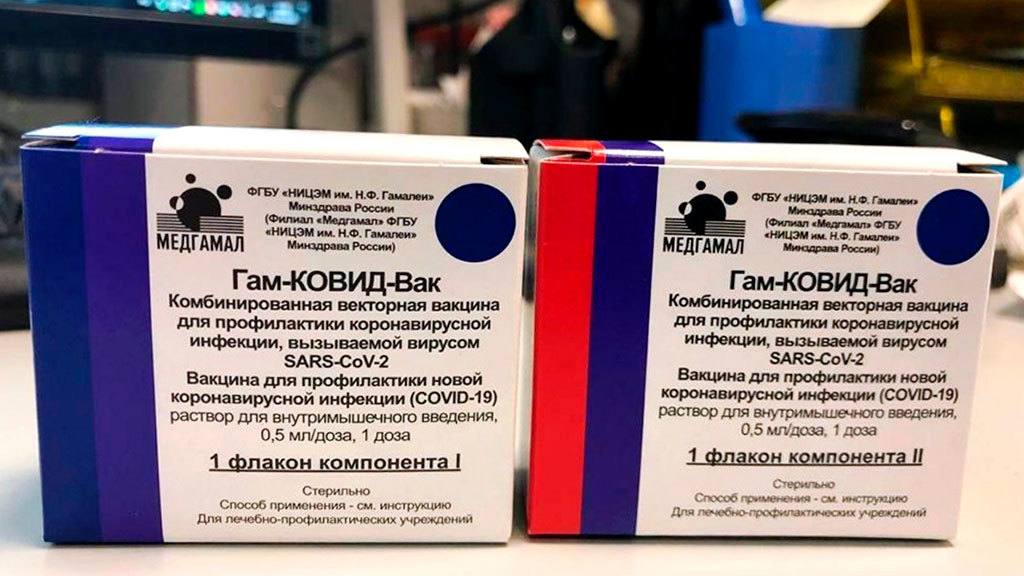 МЕДГАМАЛ
ФГБУ «НИЦЭМ им. Н.Ф. Гамалеи»
Минздрава России
(Филиал «Медгамал» ФГБУ
«НИЦЭМ им. Н.Ф. Гамалеи»
Минздрава России)
Гам-КОВИД-Вак
Комбинированная векторная вакцина
для профилактики коронавирусной
инфекции, вызываемой вирусом
SARS-CoV-2
Вакцина для профилактики новой
коронавирусной инфекции (COVID-19)
раствор для внутримышечного введения,
0,5 мл/доза, 1 доза
1 флакон компонента I
Стерильно
Способ применения - см. инструкцию
Для лечебно-профилактических учреждений
МЕДГАМАЛ
ФГБУ «НИЦЭМ им. Н.Ф. Гамалеи»
Минздрава России
(Филиал «Медгамал» ФГБУ
«НИЦЭМ им. Н.Ф. Гамалеи»
Минздрава России)
Гам-КОВИД-Вак
Комбинированная векторная вакцина
для профилактики коронавирусной
инфекции, вызываемой вирусом
SARS-CoV-2
Вакцина для профилактики новой
коронавирусной инфекции (COVID-19)
раствор для внутримышечного введения,
0,5 мл/доза, 1 доза
1 флакон компонента II
Стерильно
Способ применения - см. инструкцию
Для лечебно-профилактических учреждений